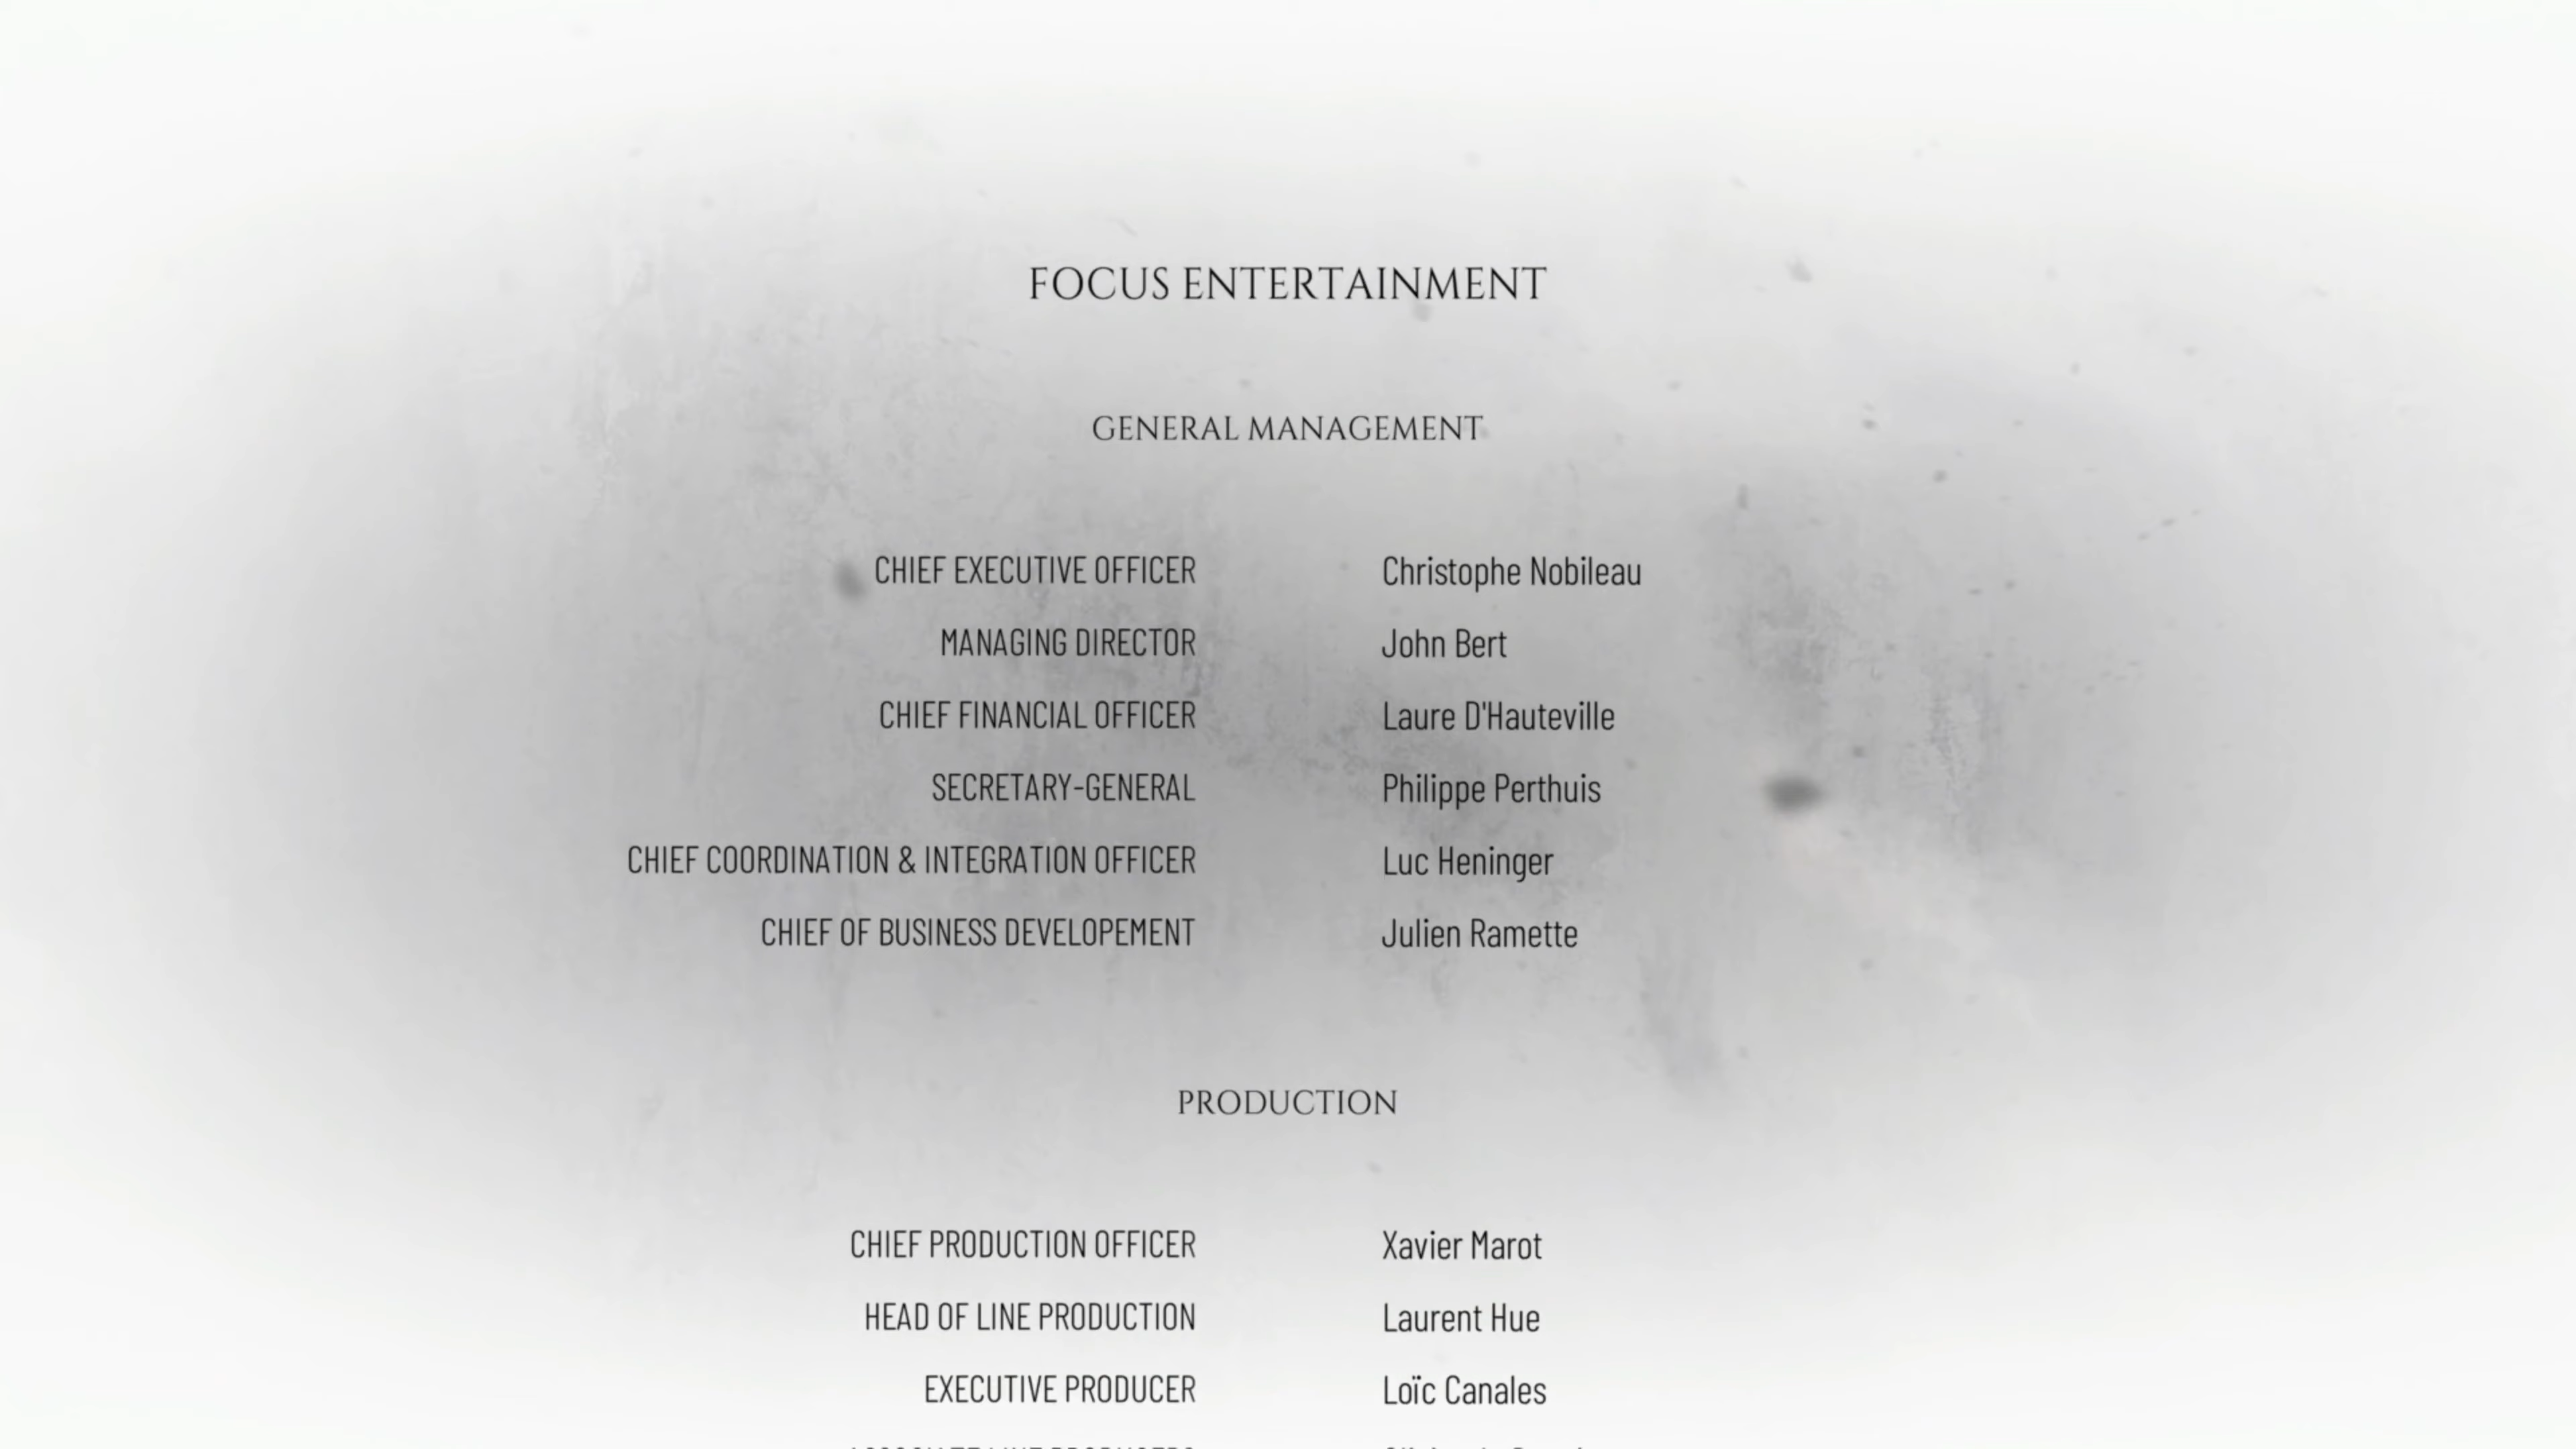 FOCUS ENTERTAINMENT
GENERAL MANAGEMENT
CHIEF EXECUTIVE OFFICER Christophe Nobileau
MANAGING DIRECTOR John Bert
CHIEF FINANCIAL OFFICER Laure D'Hauteville
SECRETARY-GENERAL Philippe Perthuis
CHIEF COORDINATION & INTEGRATION OFFICER Luc Heninger
CHIEF OF BUSINESS DEVELOPEMENT Julien Ramette
PRODUCTION
CHIEF PRODUCTION OFFICER Xavier Marot
HEAD OF LINE PRODUCTION Laurent Hue
EXECUTIVE PRODUCER Loïc Canales